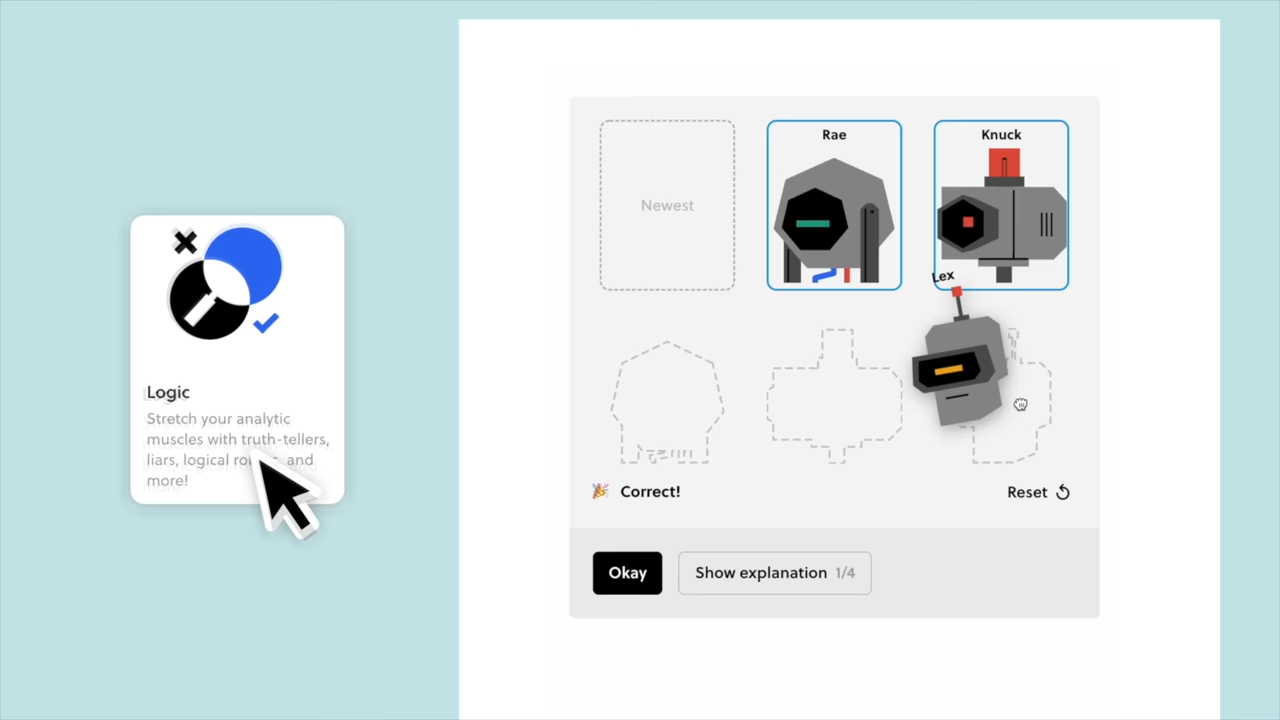 Logic
Stretch your analytic
muscles with truth-tellers,
liars, logical and
more!
Newest
Rae
Knuck
Lex
Correct!
Reset
Okay
Show explanation 1/4